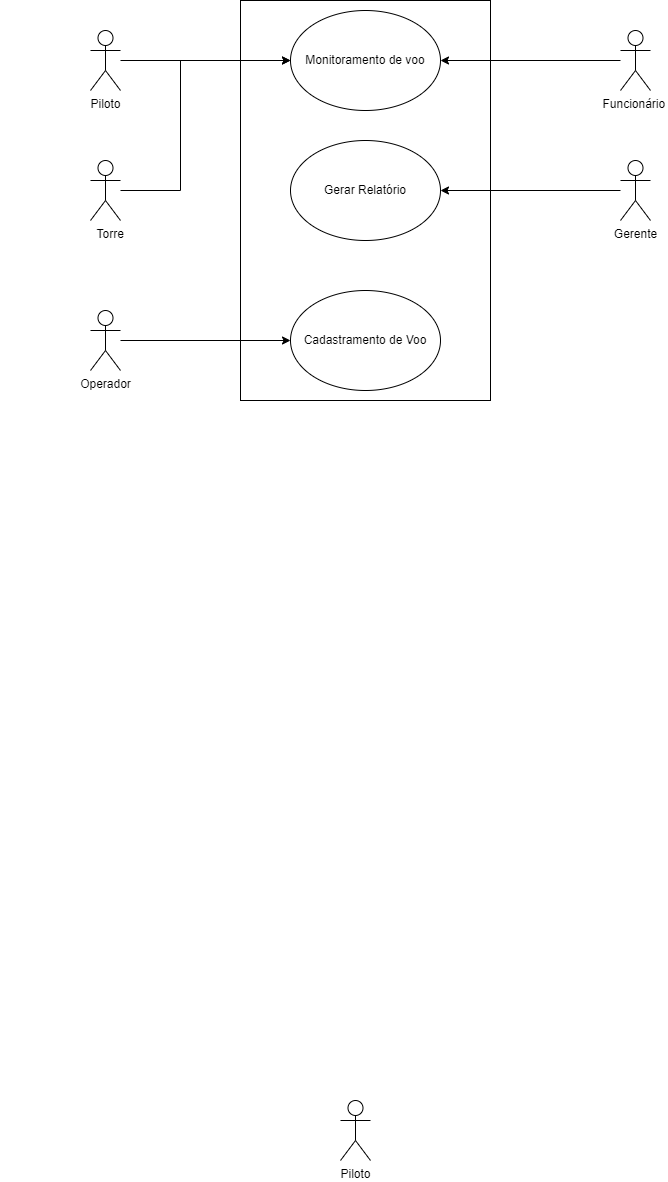 Monitoramento de voo
Piloto
Funcionário
Gerar Relatório
Torre
Gerente
Cadastramento de Voo
Operador
Piloto